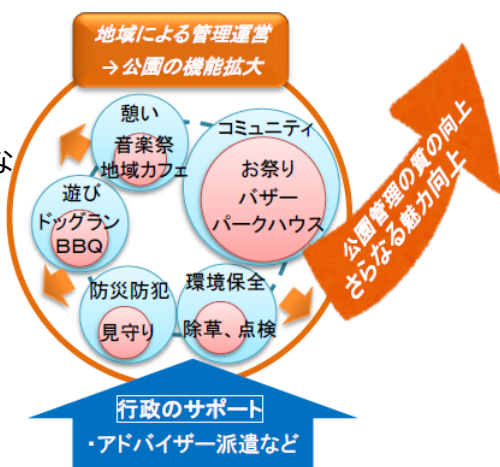 地域による管理運営
→公園の機能拡大
憩い
音楽祭
地域カフェ
コミュニティ
お祭り
バザー
パークハウス
な
遊び
ドッグラン
BBQ
防災防犯
見守り
環境保全
除草、点検
公園管理の質の向上
さらなる魅力向上
行政のサポート
・アドバイザー派遣など